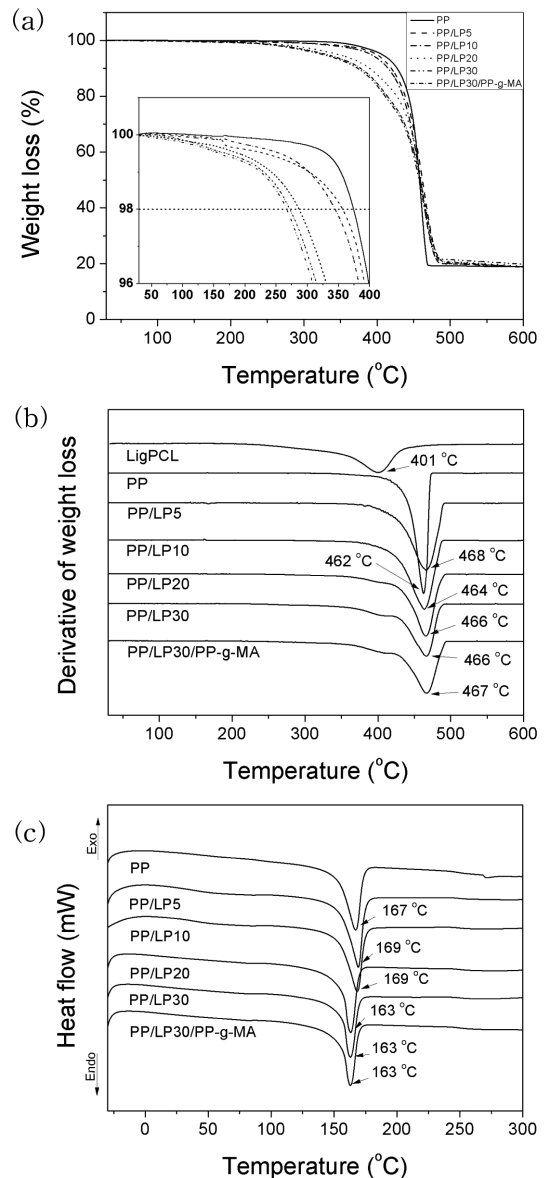 (a)
PP
PP/LP5
PP/LP10
PP/LP20
PP/LP30
PP/LP30/PP-g-MA
100
80
60
40
20
0
Weight loss (%)
100
98
96
50 100 150 200 250 300 350 400
100 200 300 400 500 600
Temperature (°C)
(b)
LigPCL
401 °C
PP
PP/LP5
PP/LP10
462 °C
468 °C
PP/LP20
464 °C
PP/LP30
466 °C
PP/LP30/PP-g-MA
466 °C
467 °C
Derivative of weight loss
100 200 300 400 500 600
Temperature (°C)
(c)
Exo
PP
PP/LP5
167 °C
PP/LP10
169 °C
PP/LP20
169 °C
PP/LP30
163 °C
PP/LP30/PP-g-MA
163 °C
163 °C
Endo
Heat flow (mW)
0 50 100 150 200 250 300
Temperature (°C)